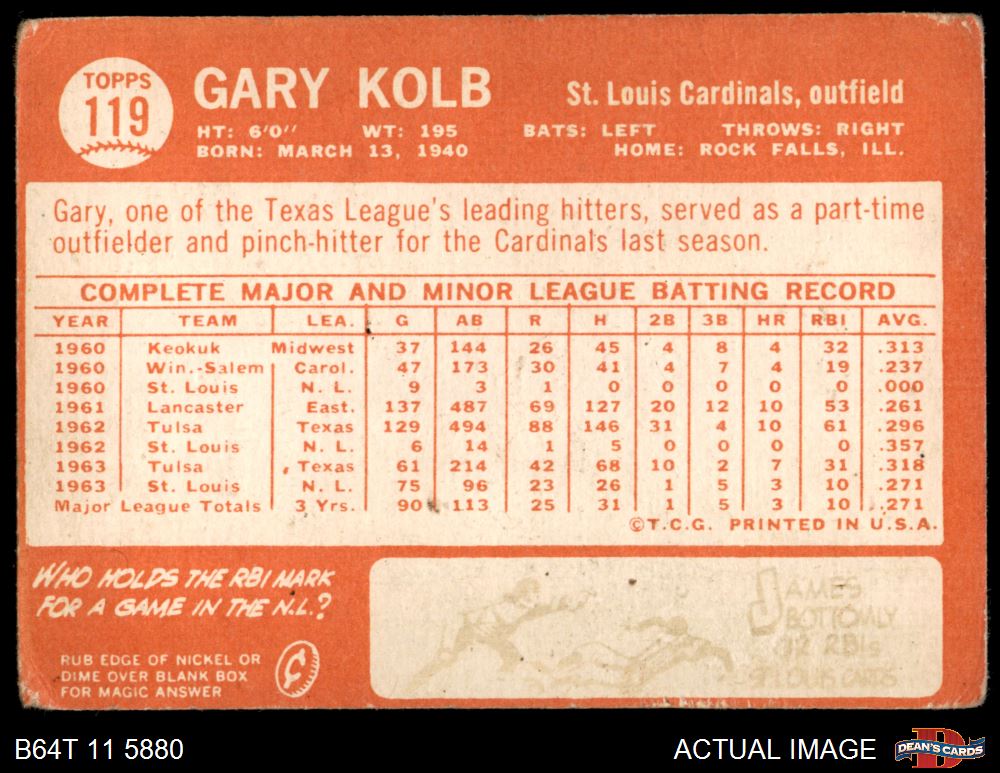 TOPPS
119
GARY KOLB
St. Louis Cardinals, outfield
HT: 6'0" WT: 195 BATS: LEFT THROWS: RIGHT
BORN: MARCH 13, 1940 HOME: ROCK FALLS, ILL.
Gary, one of the Texas League's leading hitters, served as a part-time
outfielder and pinch-hitter for the Cardinals last season.
COMPLETE MAJOR AND MINOR LEAGUE BATTING RECORD
YEAR TEAM LEA. G AB R H 2B 3B HR RBI AVG.
1960 Keokuk Midwest 37 144 26 45 4 8 4 32 .313
1960 Win.-Salem Carol. 47 173 30 41 4 7 4 19 .237
1960 St. Louis N. L. 9 3 1 0 0 0 0 0 .000
1961 Lancaster East. 137 487 69 127 20 12 10 53 .261
1962 Tulsa Texas 129 494 88 146 31 4 10 61 .296
1962 St. Louis N. L. 6 14 1 5 0 0 0 0 .357
1963 Tulsa Texas 61 214 42 68 10 2 7 31 .318
1963 St. Louis N. L. 75 96 23 26 1 5 3 10 .271
Major League Totals 3 Yrs. 90 113 25 31 1 5 3 10 .271
©T.C.G. PRINTED IN U.S.A.
WHO HOLDS THE RBI MARK
FOR A GAME IN THE N.L.?
RUB EDGE OF NICKEL OR
DIME OVER BLANK BOX
FOR MAGIC ANSWER
JAMES
BOTTOMLY
12 RBIs
ST. LOUIS CARDS
B64T 11 5880
ACTUAL IMAGE
DEAN'S CARDS